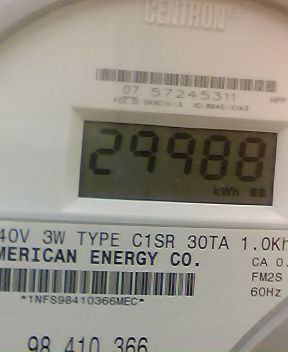 CENTRON®
07 57245311
29988
kWh
40V 3W TYPE C1SR 30TA 1.0Kh
MERICAN ENERGY CO.
CA 0.
FM2S
60Hz
*1NFS98410366MEC*
98 410 366